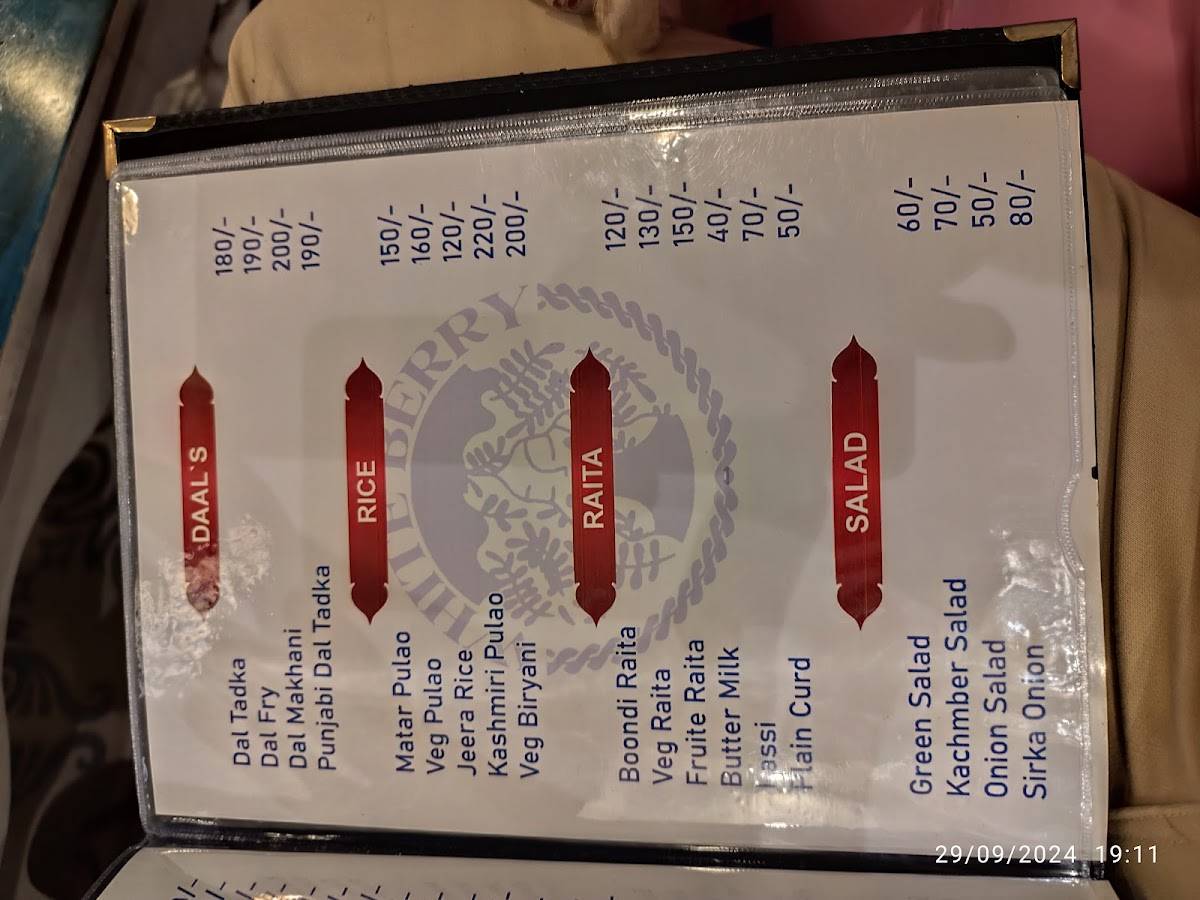 DAAL`S
Dal Tadka 180/-
Dal Fry 190/-
Dal Makhani 200/-
Punjabi Dal Tadka 190/-
RICE
Matar Pulao 150/-
Veg Pulao 160/-
Jeera Rice 120/-
Kashmiri Pulao 220/-
Veg Biryani 200/-
RAITA
Boondi Raita 120/-
Veg Raita 130/-
Fruite Raita 150/-
Butter Milk 40/-
Lassi 70/-
Plain Curd 50/-
SALAD
Green Salad 60/-
Kachmber Salad 70/-
Onion Salad 50/-
Sirka Onion 80/-
WHITE BERRY
29/09/2024 19:11